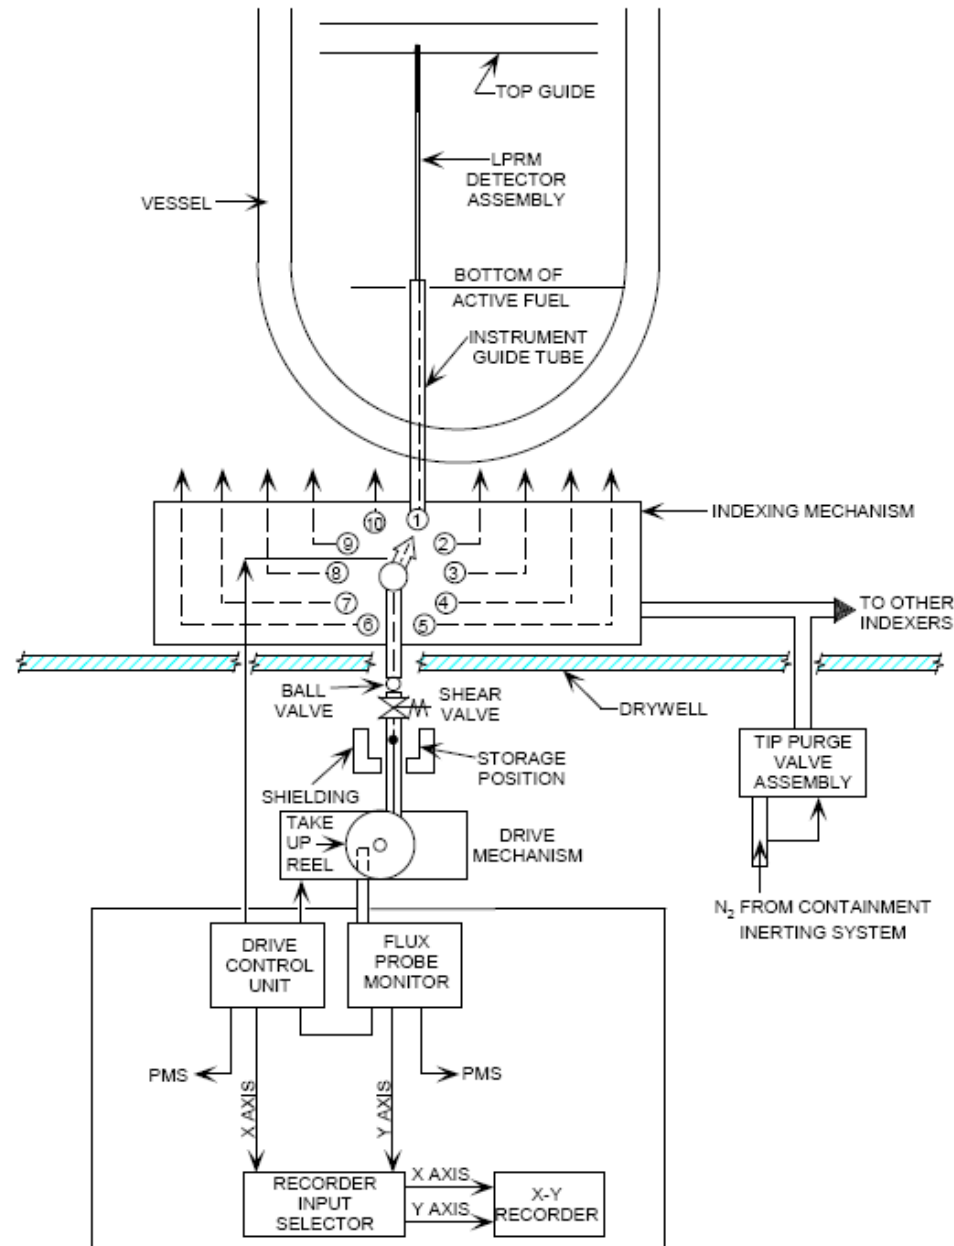 TOP GUIDE
LPRM
DETECTOR
ASSEMBLY
VESSEL
BOTTOM OF
ACTIVE FUEL
INSTRUMENT
GUIDE TUBE
INDEXING MECHANISM
10
1
9
2
8
3
7
4
6
5
TO OTHER
INDEXERS
BALL
VALVE
SHEAR
VALVE
DRYWELL
STORAGE
POSITION
SHIELDING
TIP PURGE
VALVE
ASSEMBLY
TAKE
UP
REEL
DRIVE
MECHANISM
N₂ FROM CONTAINMENT
INERTING SYSTEM
DRIVE
CONTROL
UNIT
FLUX
PROBE
MONITOR
PMS
PMS
X AXIS
Y AXIS
RECORDER
INPUT
SELECTOR
X AXIS
Y AXIS
X-Y
RECORDER